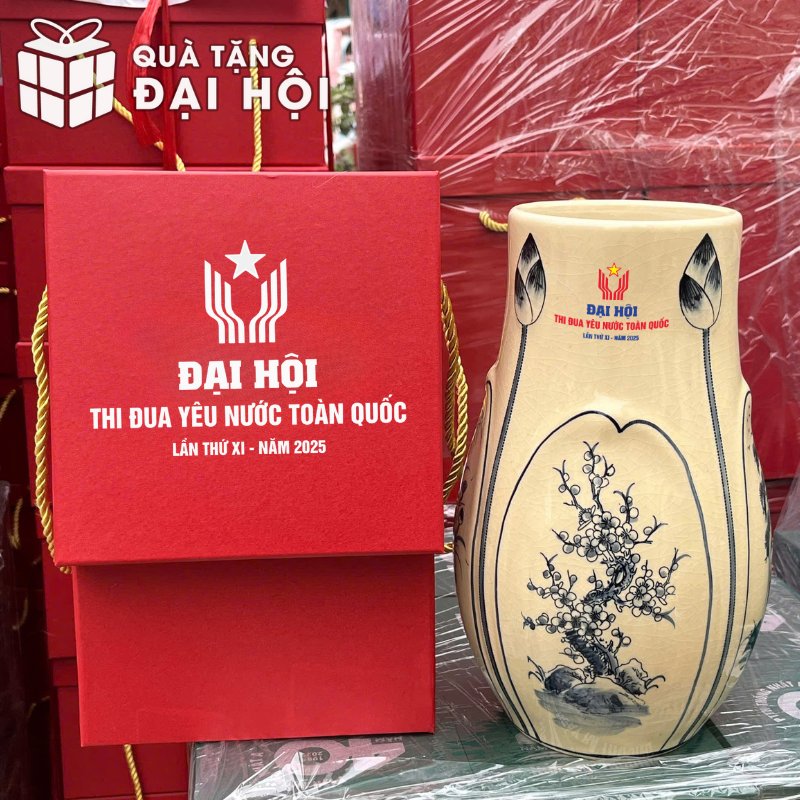 QUÀ TẶNG
ĐẠI HỘI
ĐẠI HỘI
THI ĐUA YÊU NƯỚC TOÀN QUỐC
LẦN THỨ XI - NĂM 2025
ĐẠI HỘI
THI ĐUA YÊU NƯỚC TOÀN QUỐC
LẦN THỨ XI - NĂM 2025